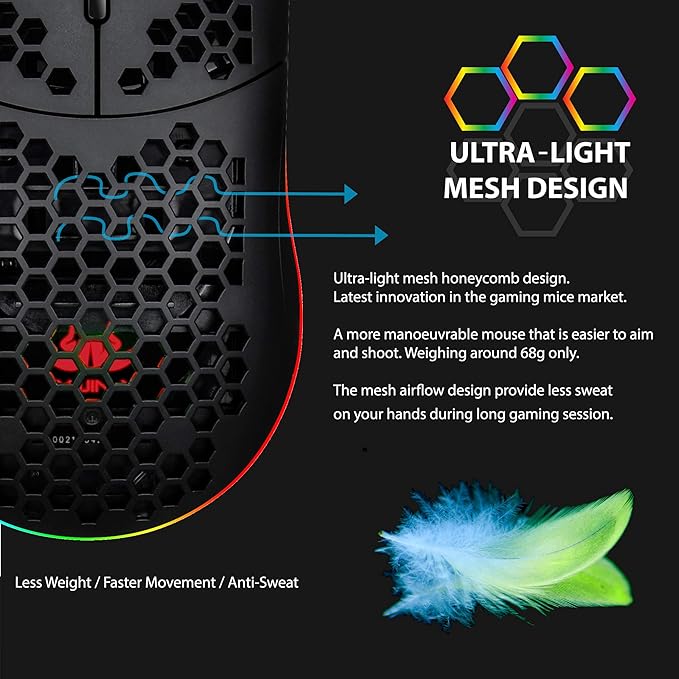 ULTRA-LIGHT
MESH DESIGN
Ultra-light mesh honeycomb design.
Latest innovation in the gaming mice market.
A more manoeuvrable mouse that is easier to aim
and shoot. Weighing around 68g only.
The mesh airflow design provide less sweat
on your hands during long gaming session.
Less Weight / Faster Movement / Anti-Sweat